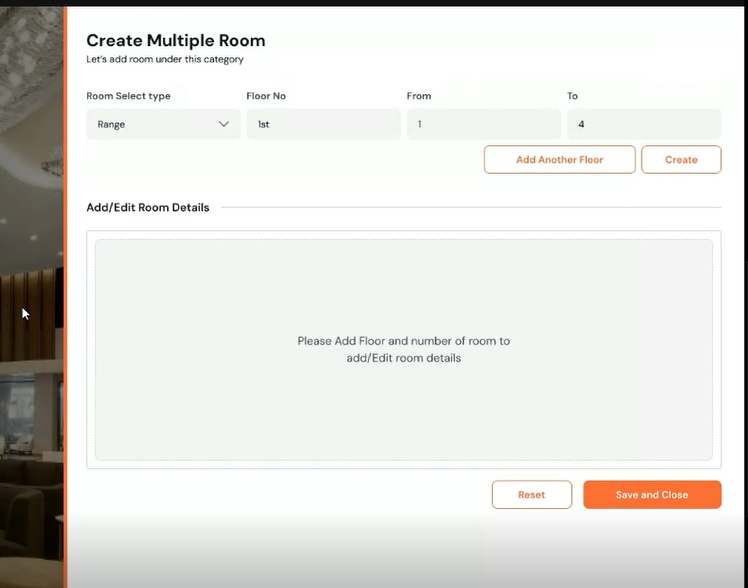 Create Multiple Room
Let's add room under this category
Room Select type
Floor No
From
To
Range
1st
1
4
Add Another Floor
Create
Add/Edit Room Details
Please Add Floor and number of room to
add/Edit room details
Reset
Save and Close